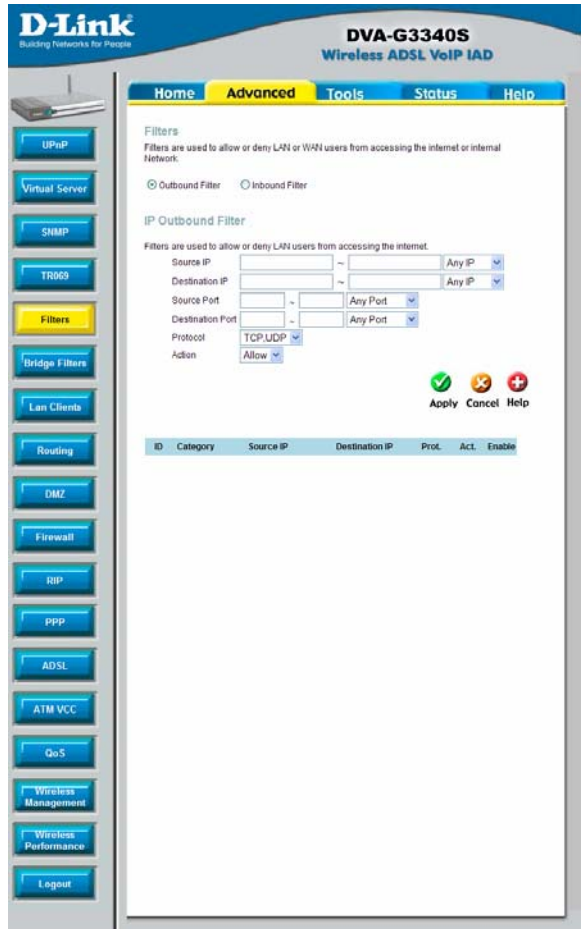 D-Link
Building Networks for People
DVA-G3340S
Wireless ADSL VoIP IAD
Home Advanced Tools Status Help
UPnP
Virtual Server
SNMP
TR069
Filters
Bridge Filters
Lan Clients
Routing
DMZ
Firewall
RIP
PPP
ADSL
ATM VCC
QoS
Wireless
Management
Wireless
Performance
Logout
Filters
Filters are used to allow or deny LAN or WAN users from accessing the internet or internal
Network.
Outbound Filter Inbound Filter
IP Outbound Filter
Filters are used to allow or deny LAN users from accessing the internet.
Source IP ~ Any IP
Destination IP ~ Any IP
Source Port ~ Any Port
Destination Port ~ Any Port
Protocol TCP,UDP
Action Allow
Apply Cancel Help
ID Category Source IP Destination IP Prot. Act. Enable